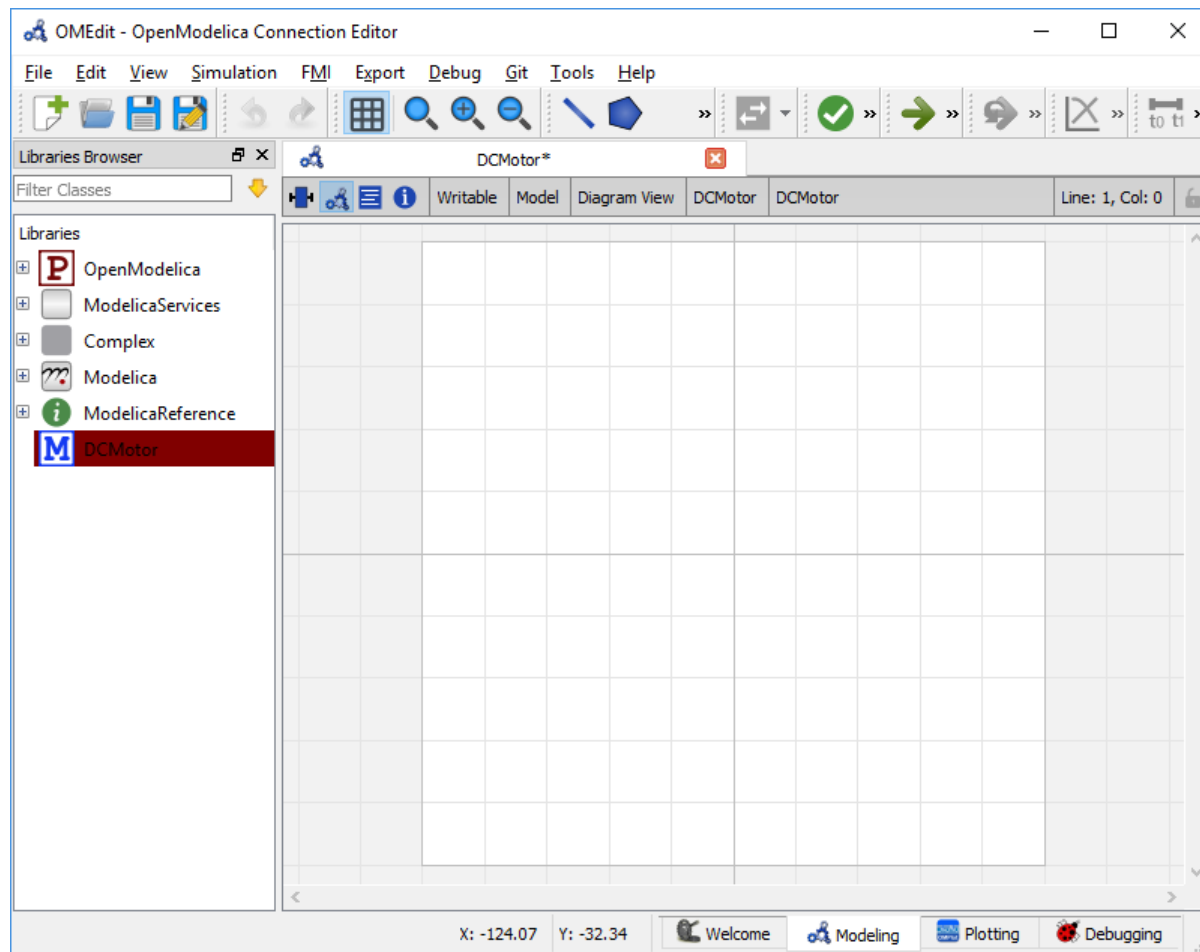 OMEdit - OpenModelica Connection Editor
File Edit View Simulation FMI Export Debug Git Tools Help
» » » » » t0 t1 »
Libraries Browser
DCMotor*
Filter Classes
Writable Model Diagram View DCMotor DCMotor Line: 1, Col: 0
Libraries
P OpenModelica
ModelicaServices
Complex
Modelica
i ModelicaReference
M DCMotor
X: -124.07 Y: -32.34 Welcome Modeling Plotting Debugging